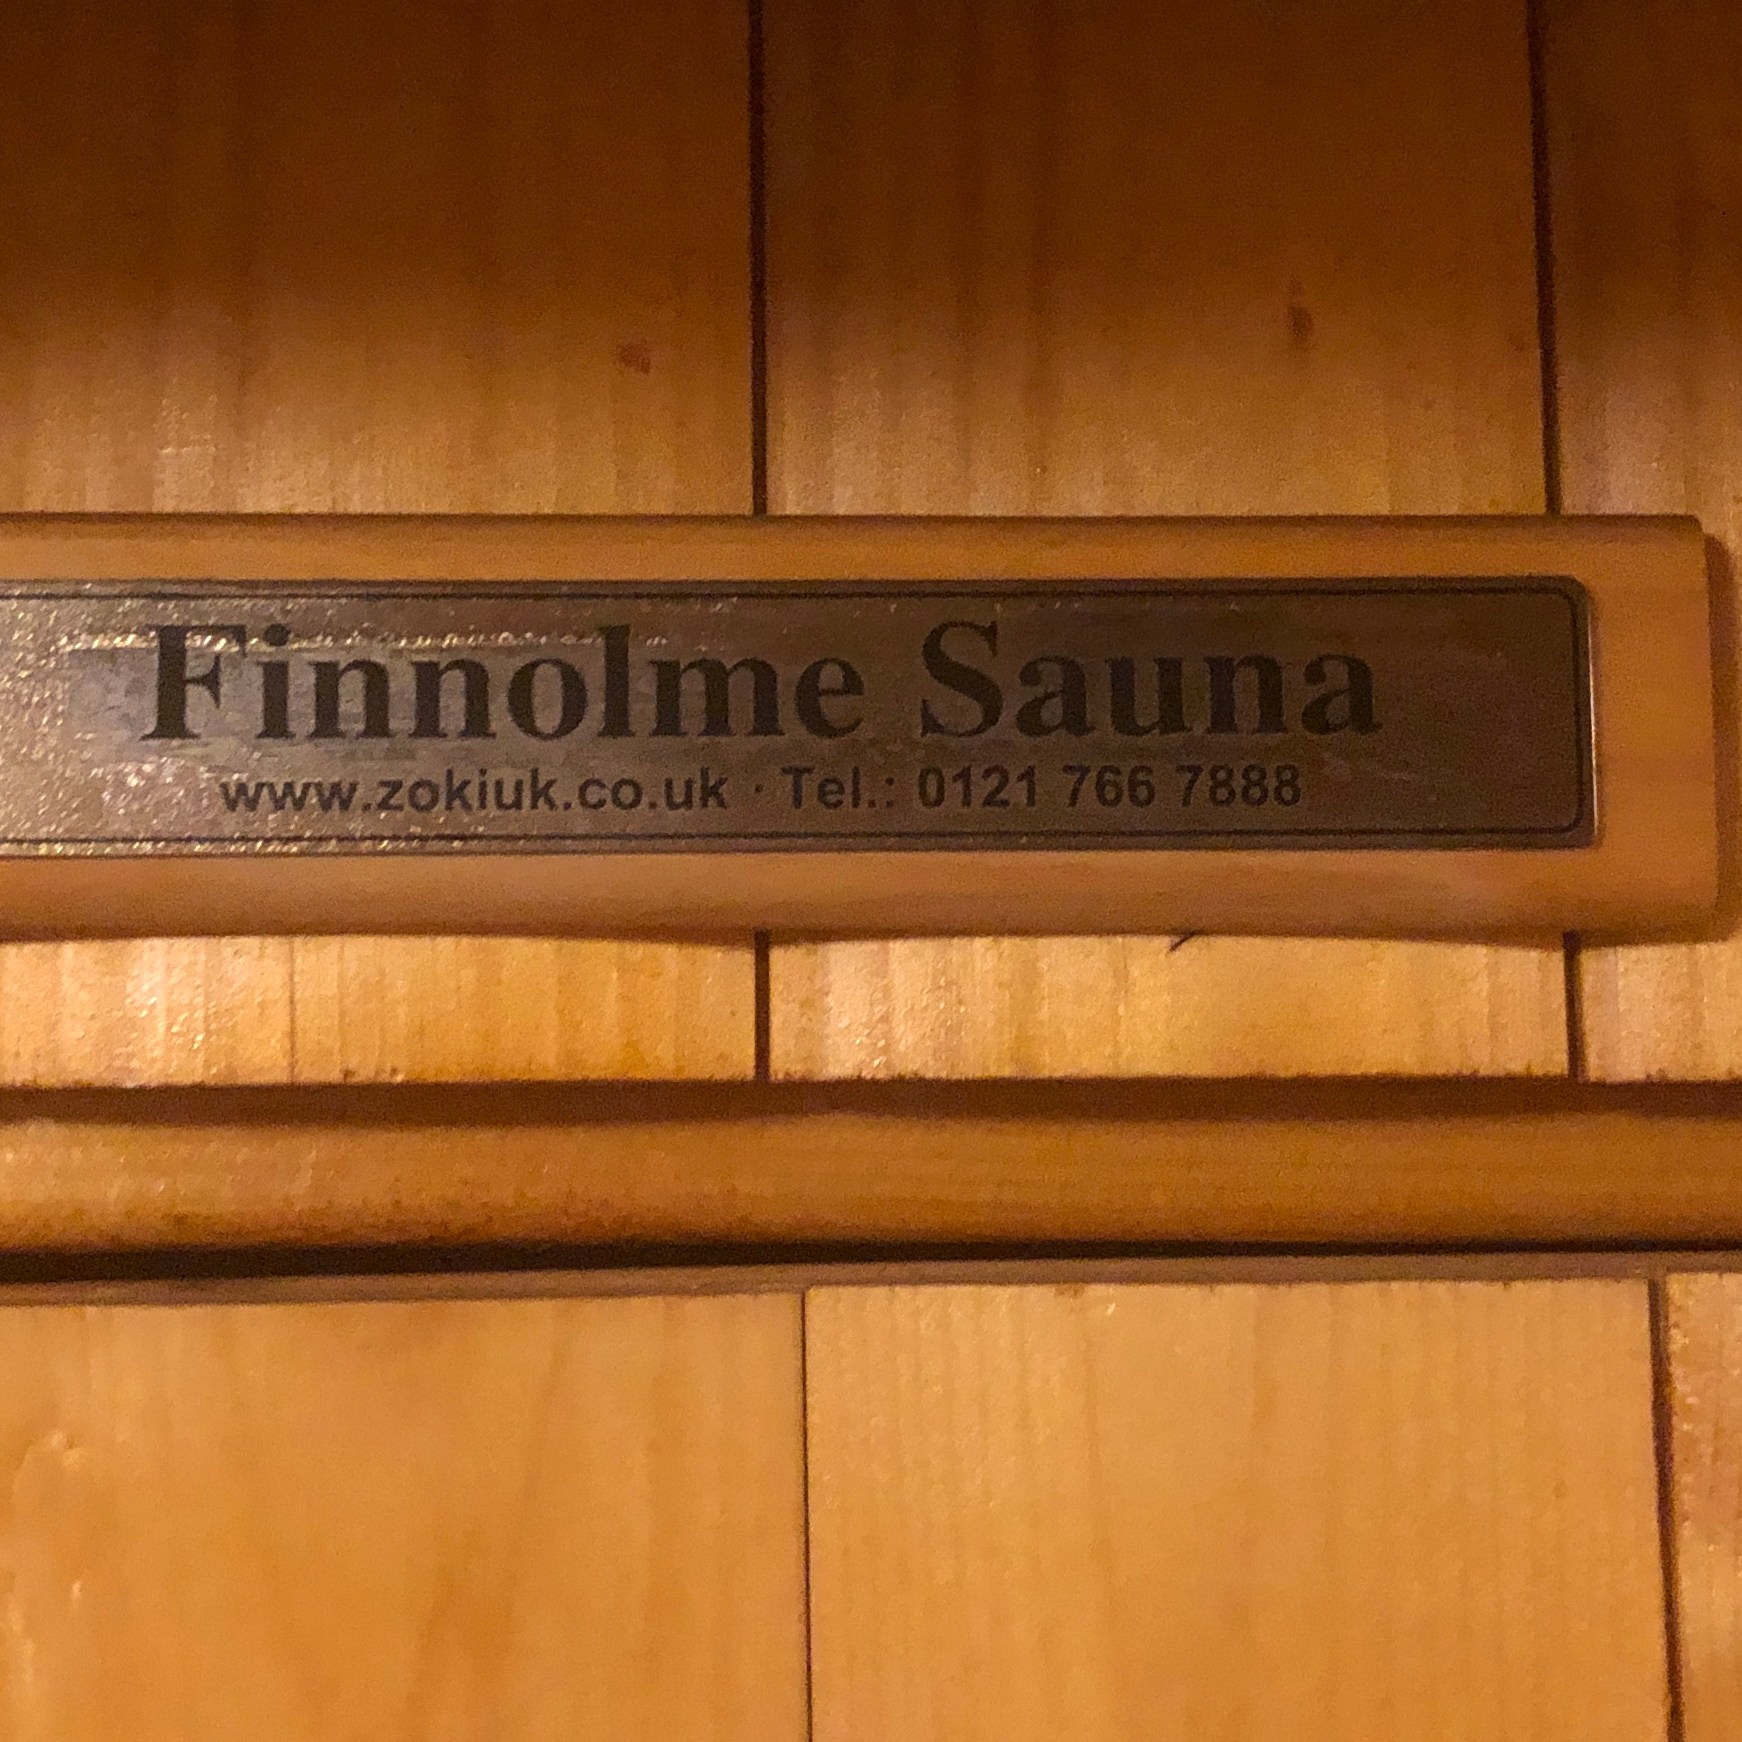 Finnolme Sauna
www.zokiuk.co.uk · Tel.: 0121 766 7888